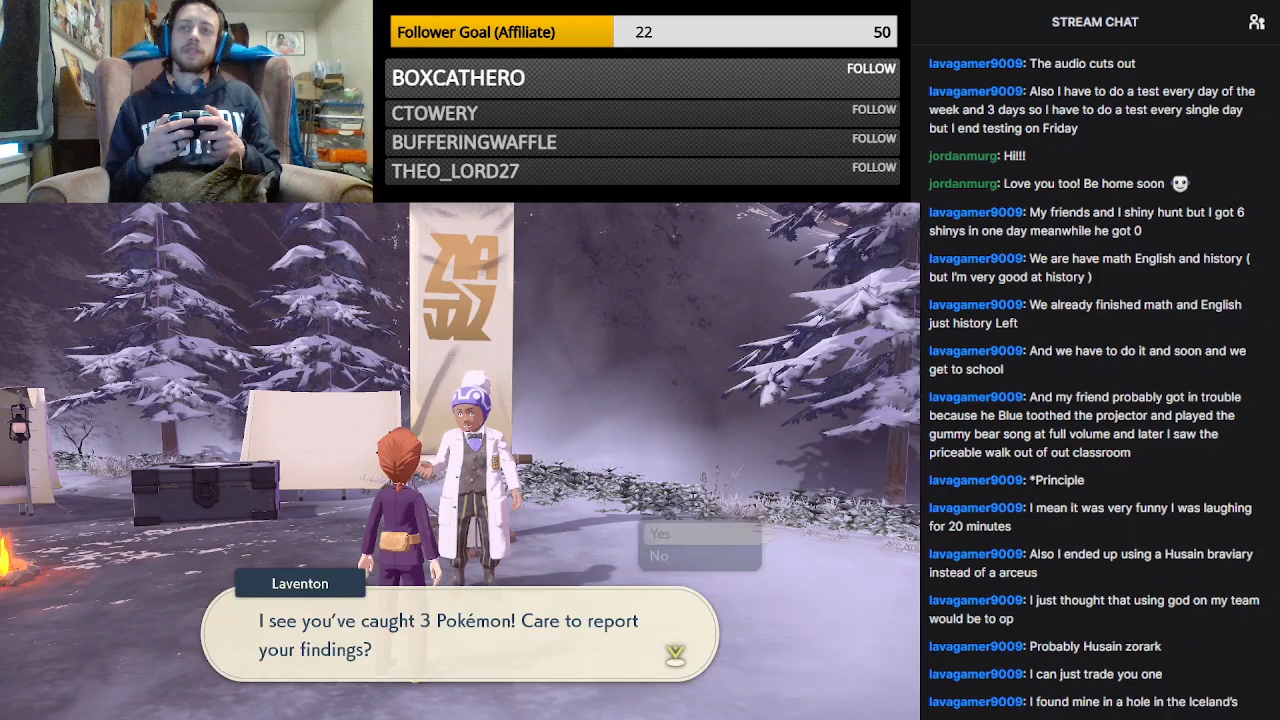 Follower Goal (Affiliate)
22
50
BOXCATHERO
FOLLOW
CTOWERY
FOLLOW
BUFFERINGWAFFLE
FOLLOW
THEO_LORD27
FOLLOW
Yes
No
Laventon
I see you've caught 3 Pokémon! Care to report
your findings?
STREAM CHAT
lavagamer9009: The audio cuts out
lavagamer9009: Also I have to do a test every day of the
week and 3 days so I have to do a test every single day
but I end testing on Friday
jordanmurg: Hi!!!
jordanmurg: Love you too! Be home soon
lavagamer9009: My friends and I shiny hunt but I got 6
shinys in one day meanwhile he got 0
lavagamer9009: We are have math English and history (
but I'm very good at history )
lavagamer9009: We already finished math and English
just history Left
lavagamer9009: And we have to do it and soon and we
get to school
lavagamer9009: And my friend probably got in trouble
because he Blue toothed the projector and played the
gummy bear song at full volume and later I saw the
priceable walk out of out classroom
lavagamer9009: *Principle
lavagamer9009: I mean it was very funny I was laughing
for 20 minutes
lavagamer9009: Also I ended up using a Husain braviary
instead of a arceus
lavagamer9009: I just thought that using god on my team
would be to op
lavagamer9009: Probably Husain zorark
lavagamer9009: I can just trade you one
lavagamer9009: I found mine in a hole in the Iceland's